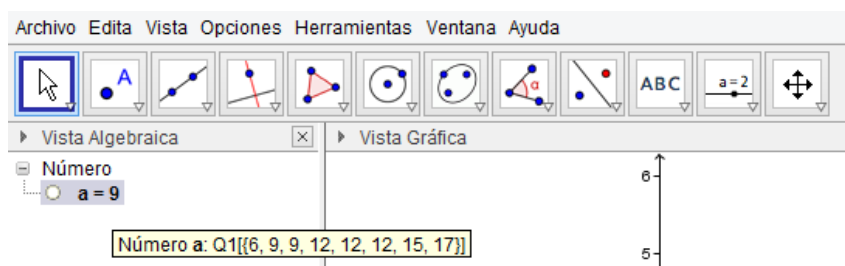 Archivo Edita Vista Opciones Herramientas Ventana Ayuda
A α ABC a=2
Vista Algebraica Vista Gráfica
Número
a = 9
6
Número a: Q1[{6, 9, 9, 12, 12, 12, 15, 17}]
5